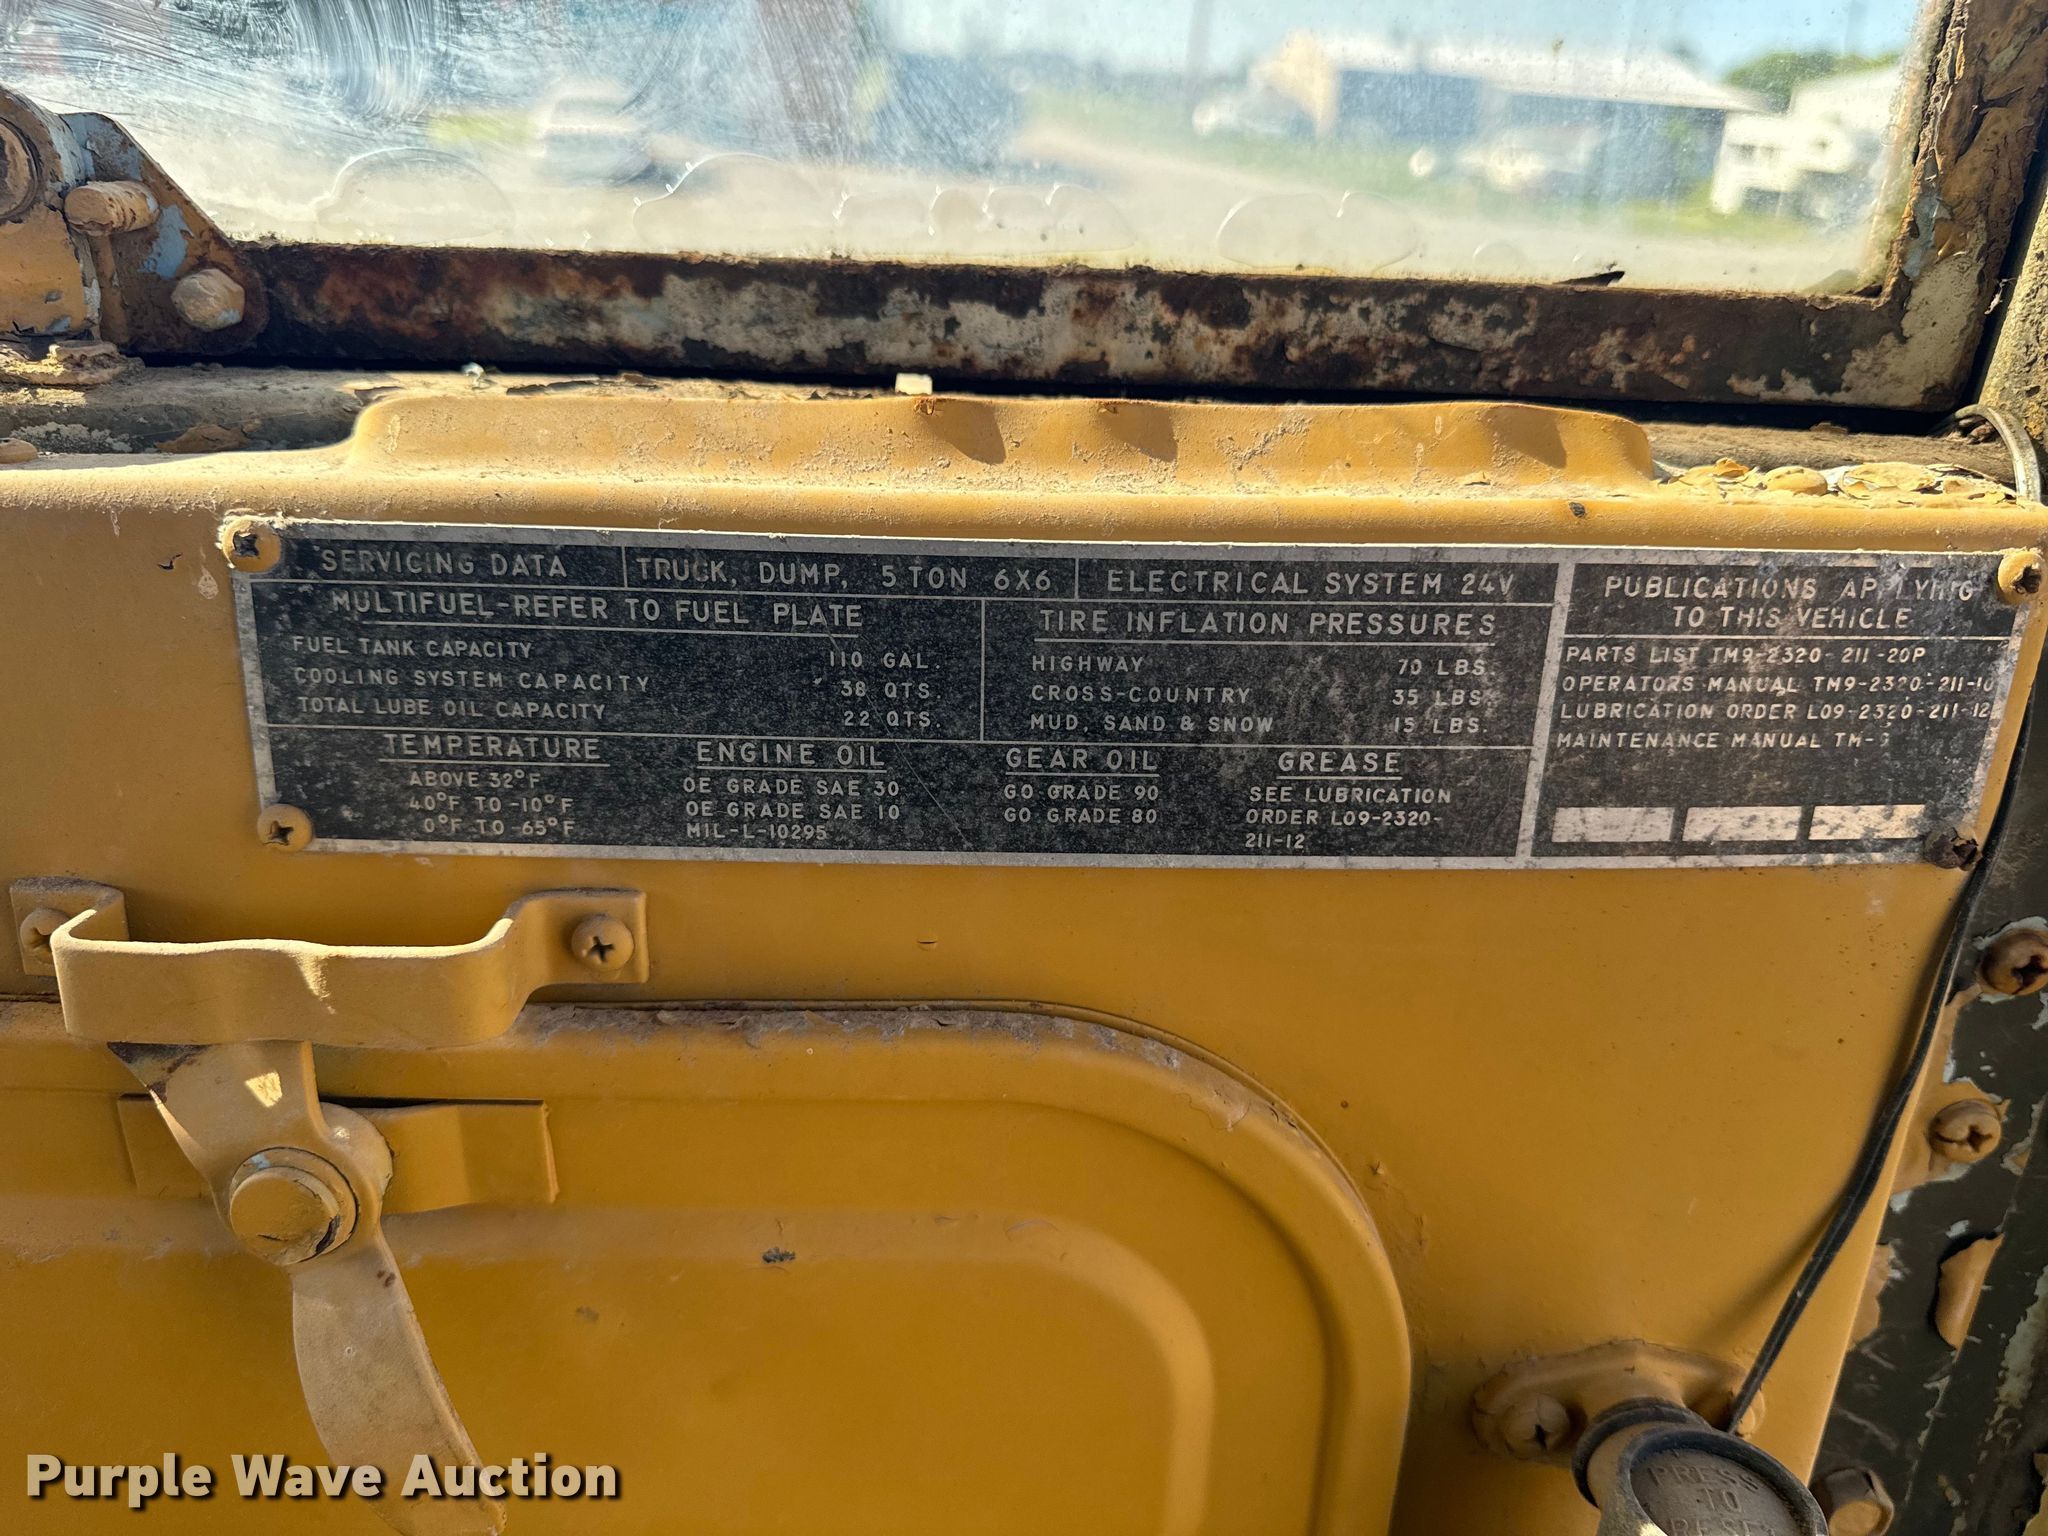 SERVICING DATA TRUCK, DUMP, 5 TON 6X6 ELECTRICAL SYSTEM 24V
MULTIFUEL-REFER TO FUEL PLATE
FUEL TANK CAPACITY 110 GAL.
COOLING SYSTEM CAPACITY 38 QTS.
TOTAL LUBE OIL CAPACITY 22 QTS.
TIRE INFLATION PRESSURES
HIGHWAY 70 LBS.
CROSS-COUNTRY 35 LBS.
MUD, SAND & SNOW 15 LBS.
TEMPERATURE ENGINE OIL GEAR OIL GREASE
ABOVE 32°F OE GRADE SAE 30 GO GRADE 90 SEE LUBRICATION
40°F TO -10°F OE GRADE SAE 10 GO GRADE 80 ORDER LO9-2320-
0°F TO -65°F MIL-L-10295 211-12
PUBLICATIONS APPLYING
TO THIS VEHICLE
PARTS LIST TM9-2320-211-20P
OPERATORS MANUAL TM9-2320-211-10
LUBRICATION ORDER LO9-2320-211-12
MAINTENANCE MANUAL TM-
PRESS
TO
RESET
Purple Wave Auction